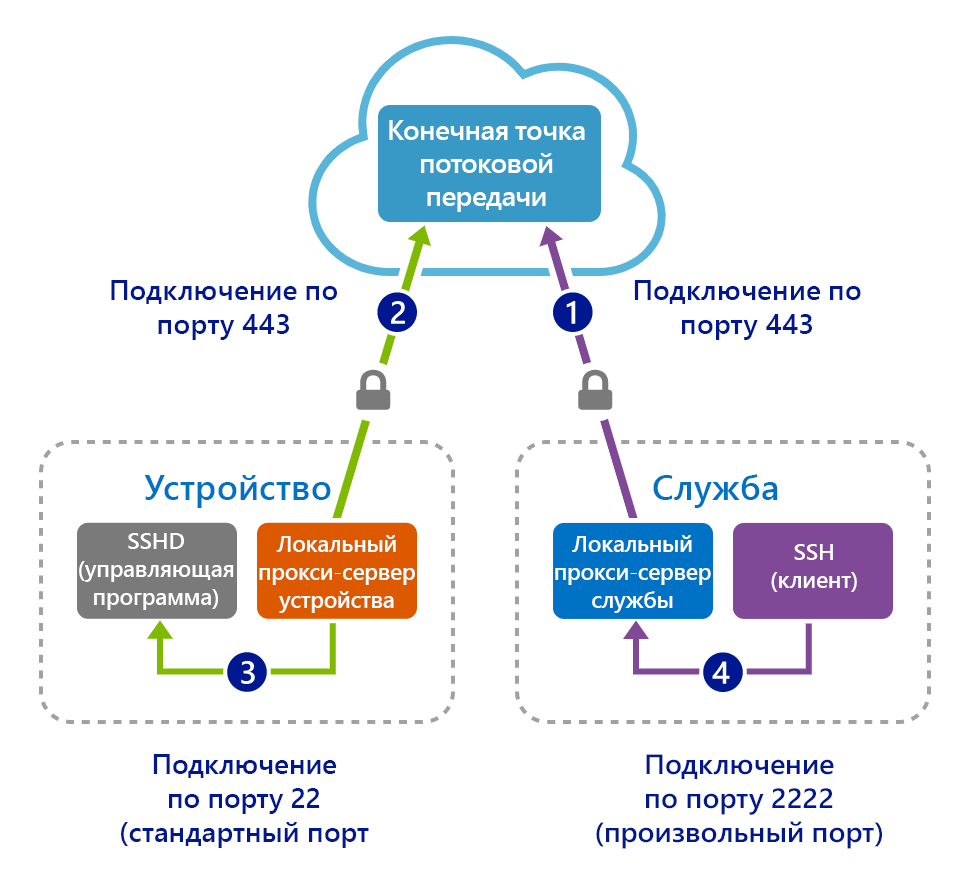 Конечная точка
потоковой
передачи
Подключение по
порту 443
2
1
Подключение по
порту 443
Устройство
SSHD
(управляющая
программа)
Локальный
прокси-сервер
устройства
3
Служба
Локальный
прокси-сервер
службы
SSH
(клиент)
4
Подключение
по порту 22
(стандартный порт
Подключение
по порту 2222
(произвольный порт)